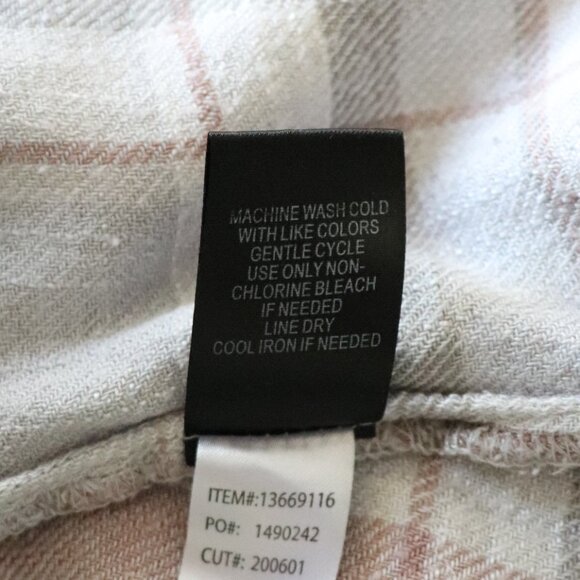 MACHINE WASH COLD
WITH LIKE COLORS
GENTLE CYCLE
USE ONLY NON-
CHLORINE BLEACH
IF NEEDED
LINE DRY
COOL IRON IF NEEDED
ITEM#:13669116
PO#: 1490242
CUT#: 200601